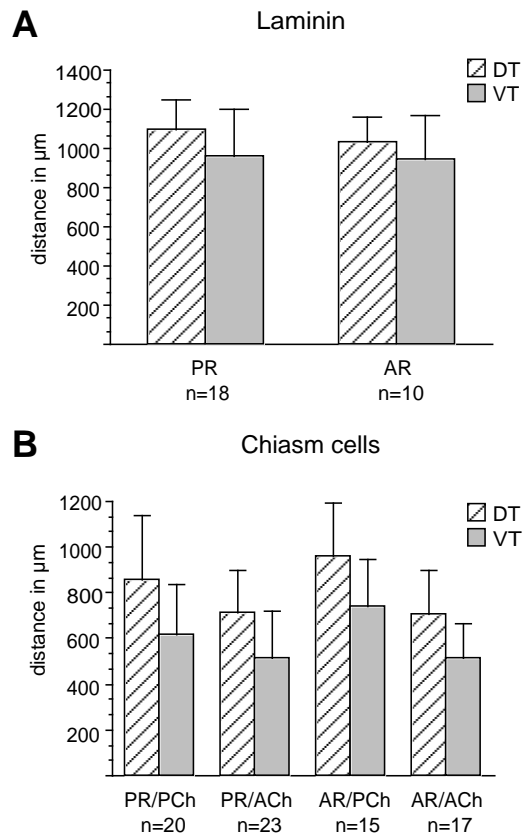 A
Laminin
DT
VT
distance in µm
1400
1200
1000
800
600
400
200
PR
AR
n=18
n=10
B
Chiasm cells
DT
VT
distance in µm
1200
1000
800
600
400
200
PR/PCh PR/ACh AR/PCh AR/ACh
n=20 n=23 n=15 n=17